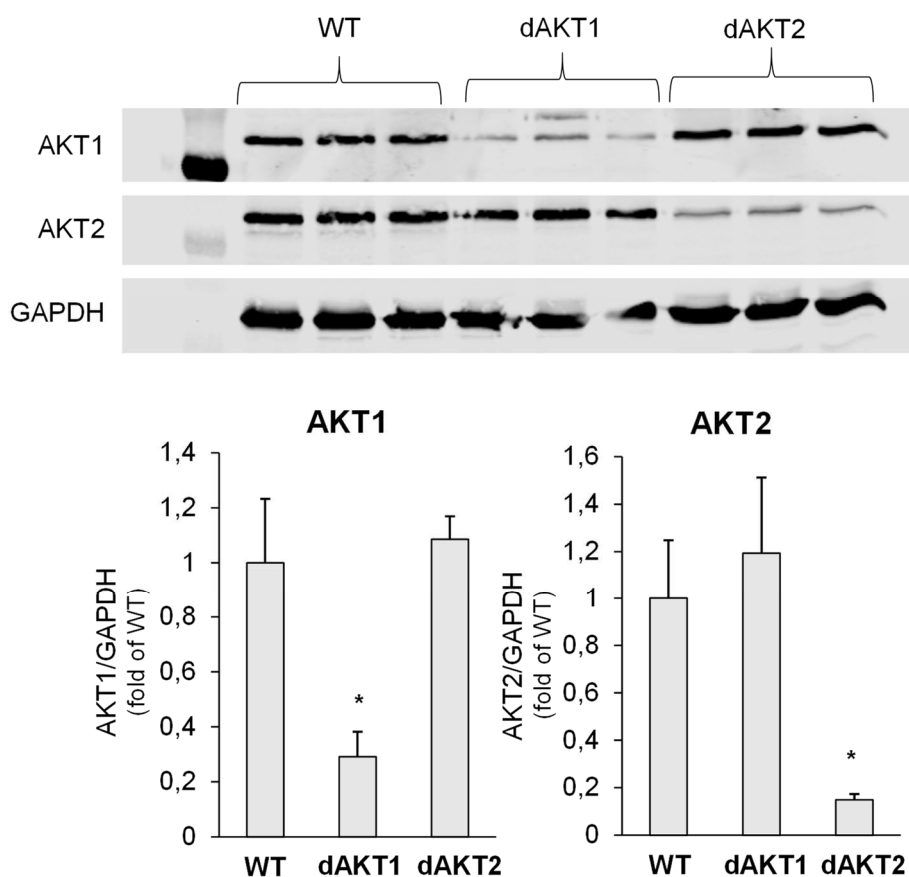 WT dAKT1 dAKT2
AKT1
AKT2
GAPDH
AKT1
1,4
1,2
1
0,8
0,6
0,4
0,2
0
AKT1/GAPDH
(fold of WT)
*
WT dAKT1 dAKT2
AKT2
1,6
1,4
1,2
1
0,8
0,6
0,4
0,2
0
AKT2/GAPDH
(fold of WT)
*
WT dAKT1 dAKT2